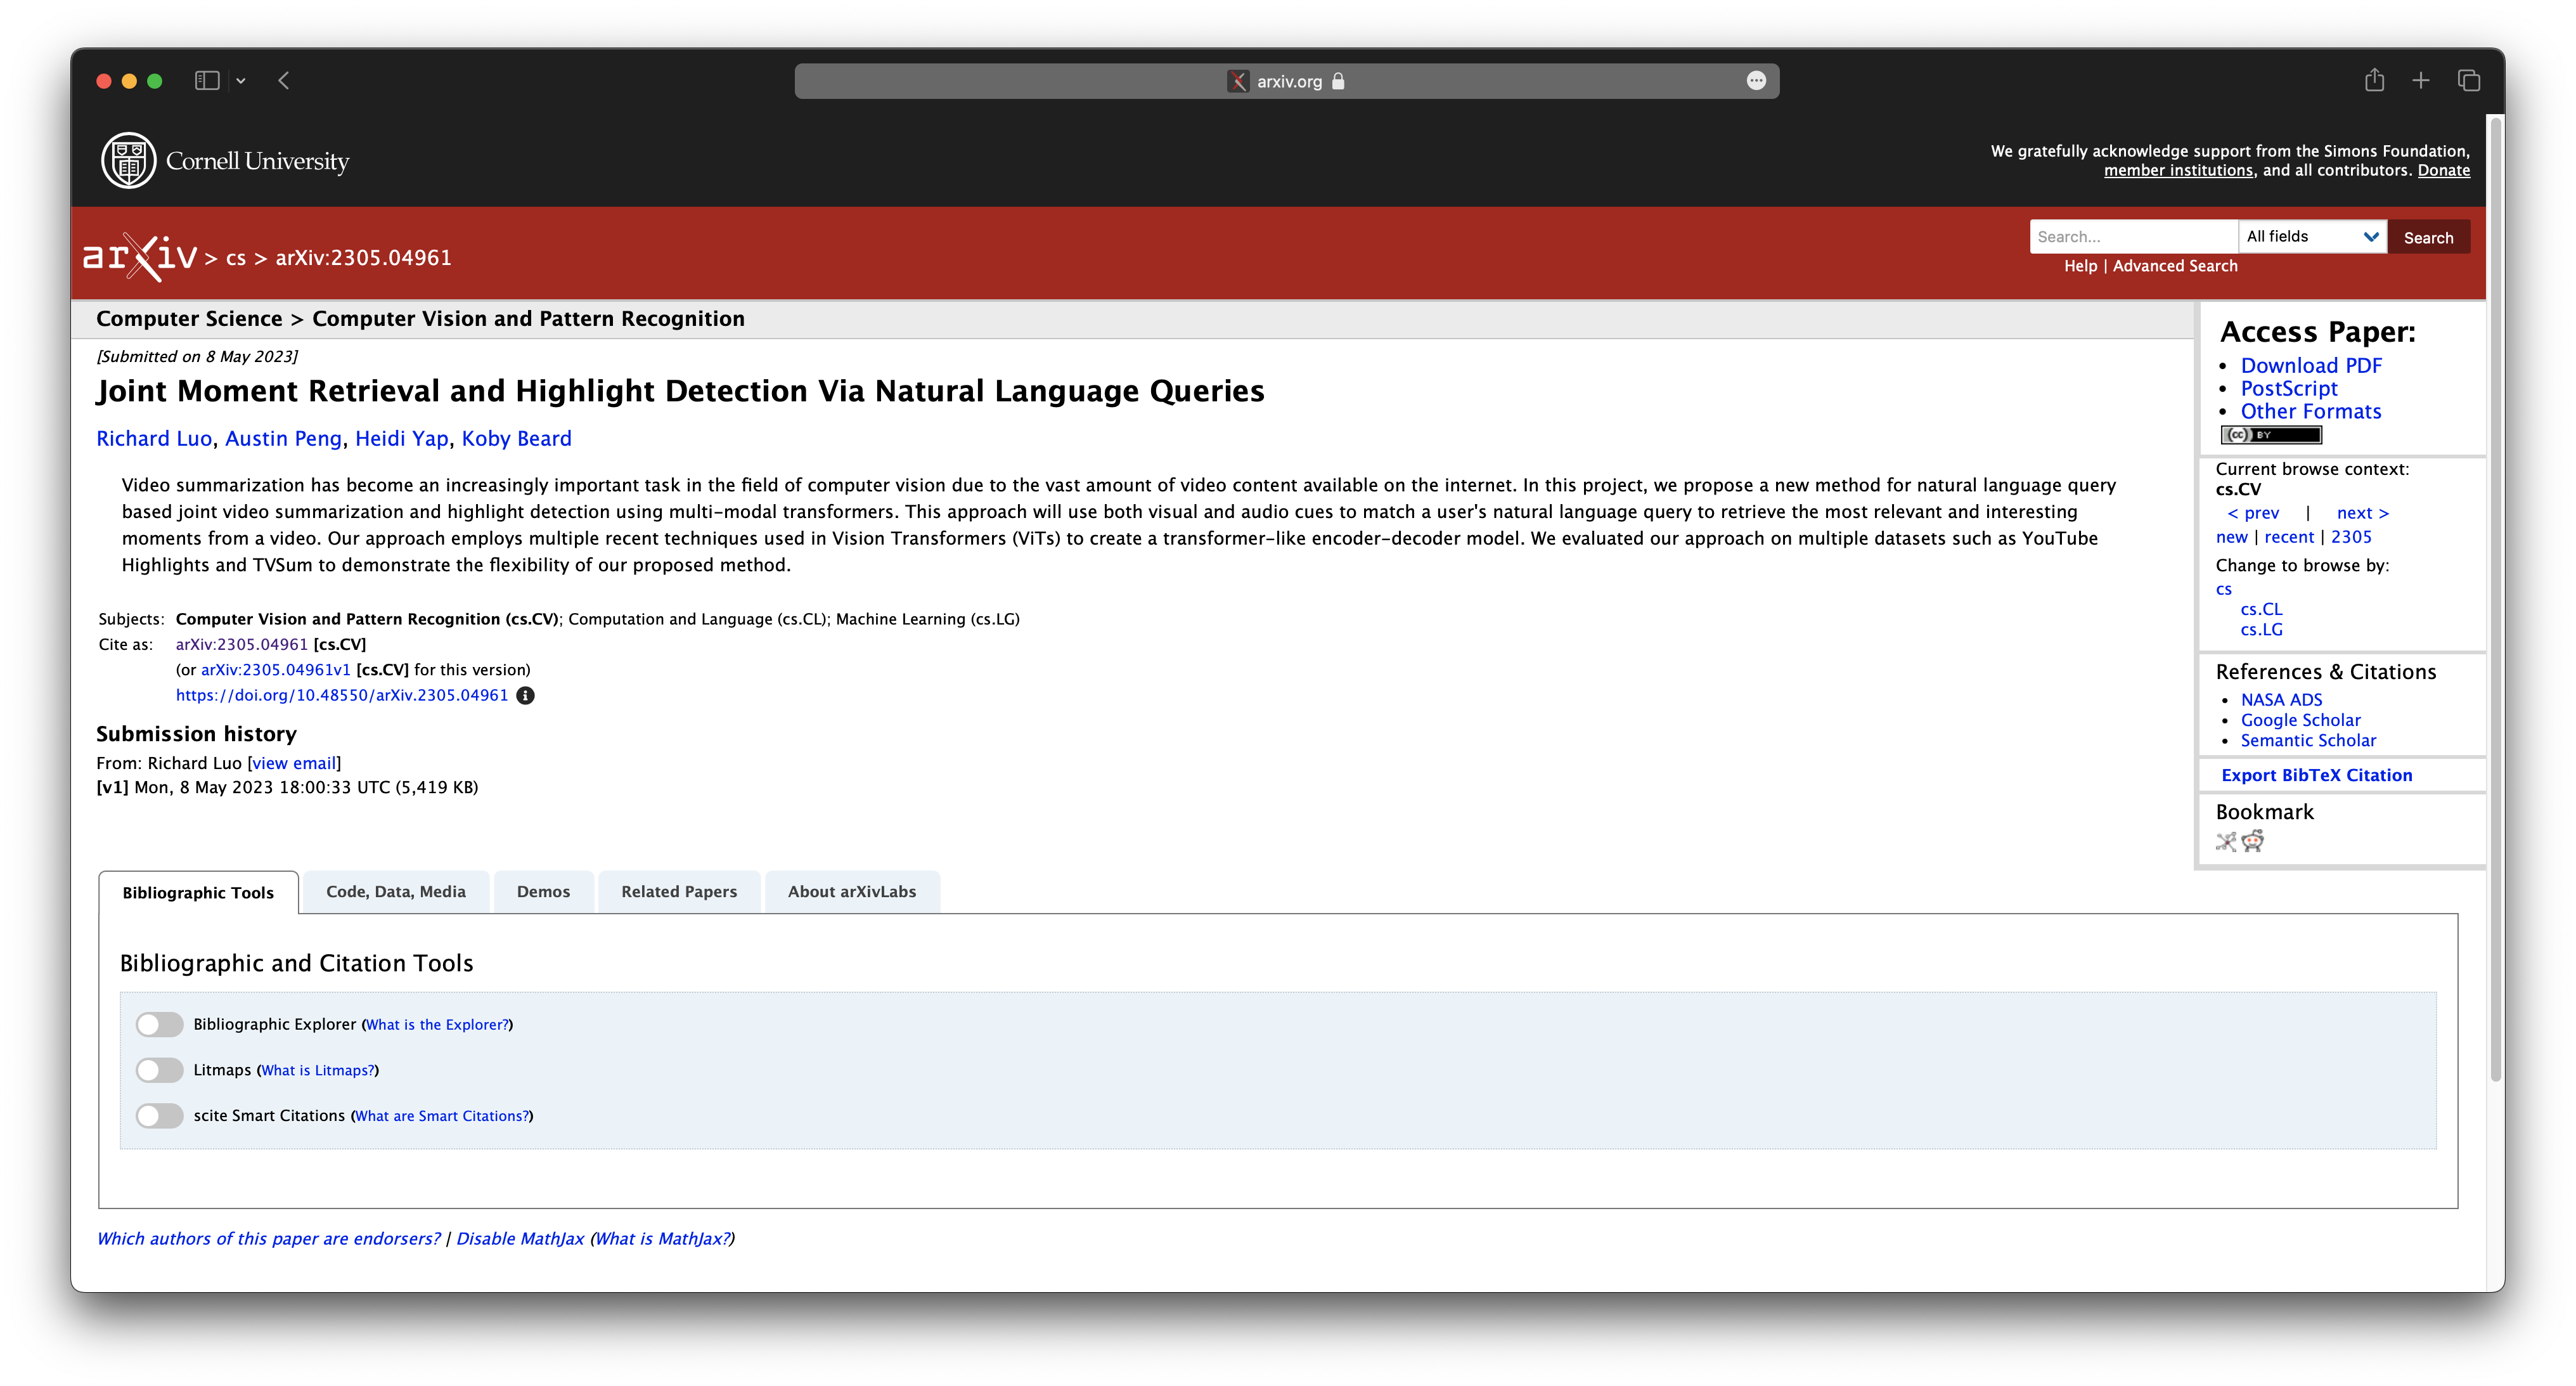 arxiv.org
Cornell University
We gratefully acknowledge support from the Simons Foundation,
member institutions, and all contributors. Donate
arXiv > cs > arXiv:2305.04961
Search...
All fields
Search
Help | Advanced Search
Computer Science > Computer Vision and Pattern Recognition
[Submitted on 8 May 2023]
Joint Moment Retrieval and Highlight Detection Via Natural Language Queries
Richard Luo, Austin Peng, Heidi Yap, Koby Beard
Video summarization has become an increasingly important task in the field of computer vision due to the vast amount of video content available on the internet. In this project, we propose a new method for natural language query
based joint video summarization and highlight detection using multi-modal transformers. This approach will use both visual and audio cues to match a user's natural language query to retrieve the most relevant and interesting
moments from a video. Our approach employs multiple recent techniques used in Vision Transformers (ViTs) to create a transformer-like encoder-decoder model. We evaluated our approach on multiple datasets such as YouTube
Highlights and TVSum to demonstrate the flexibility of our proposed method.
Subjects: Computer Vision and Pattern Recognition (cs.CV); Computation and Language (cs.CL); Machine Learning (cs.LG)
Cite as: arXiv:2305.04961 [cs.CV]
(or arXiv:2305.04961v1 [cs.CV] for this version)
https://doi.org/10.48550/arXiv.2305.04961
Submission history
From: Richard Luo [view email]
[v1] Mon, 8 May 2023 18:00:33 UTC (5,419 KB)
Access Paper:
Download PDF
PostScript
Other Formats
cc BY
Current browse context:
cs.CV
< prev | next >
new | recent | 2305
Change to browse by:
cs
cs.CL
cs.LG
References & Citations
NASA ADS
Google Scholar
Semantic Scholar
Export BibTeX Citation
Bookmark
Bibliographic Tools
Code, Data, Media
Demos
Related Papers
About arXivLabs
Bibliographic and Citation Tools
Bibliographic Explorer (What is the Explorer?)
Litmaps (What is Litmaps?)
scite Smart Citations (What are Smart Citations?)
Which authors of this paper are endorsers? | Disable MathJax (What is MathJax?)